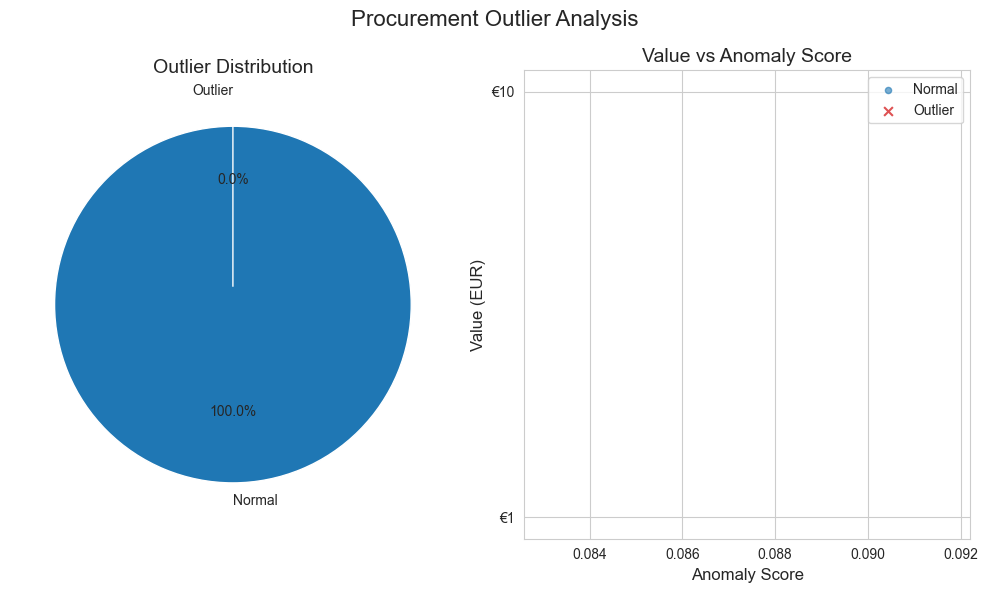 Procurement Outlier Analysis
Outlier Distribution
Outlier
0.0%
100.0%
Normal
Value vs Anomaly Score
Normal
Outlier
€10
€1
Value (EUR)
0.084 0.086 0.088 0.090 0.092
Anomaly Score